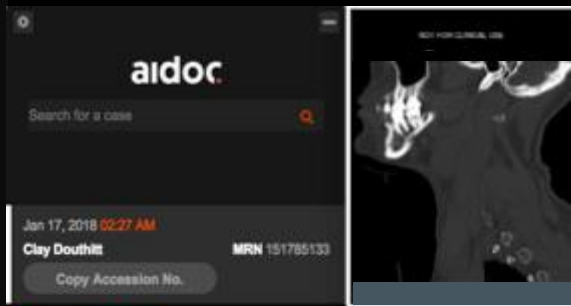 aidoc
Search for a case
Jan 17, 2018 02:27 AM
Clay Douthitt MRN 151785133
Copy Accession No.
NOT FOR CLINICAL USE